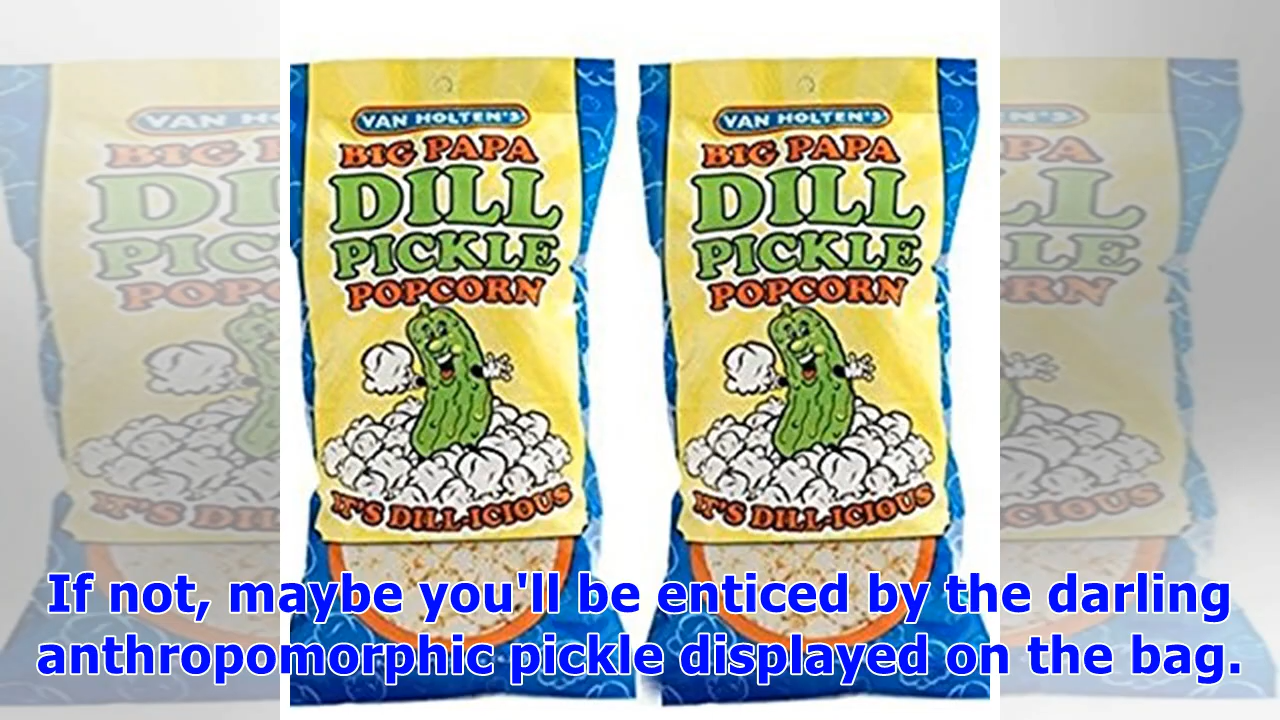 VAN HOLTEN'S
BIG PAPA
DILL
PICKLE
POPCORN
IT'S DILL-ICIOUS
VAN HOLTEN'S
BIG PAPA
DILL
PICKLE
POPCORN
IT'S DILL-ICIOUS
If not, maybe you'll be enticed by the darling
anthropomorphic pickle displayed on the bag.